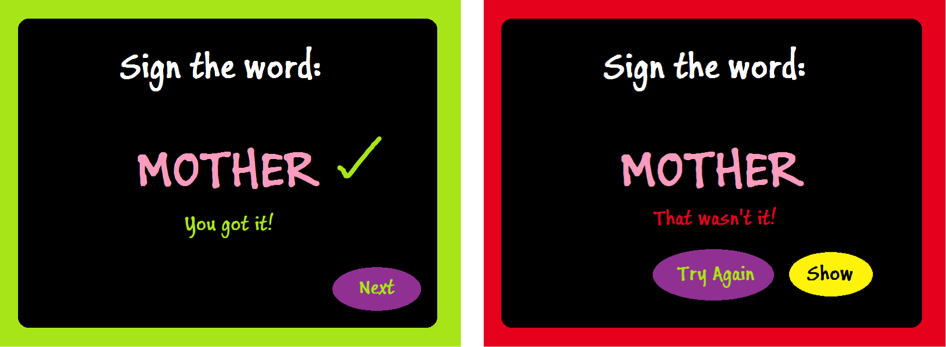 Sign the word:
MOTHER
You got it!
Next
Sign the word:
MOTHER
That wasn't it!
Try Again
Show